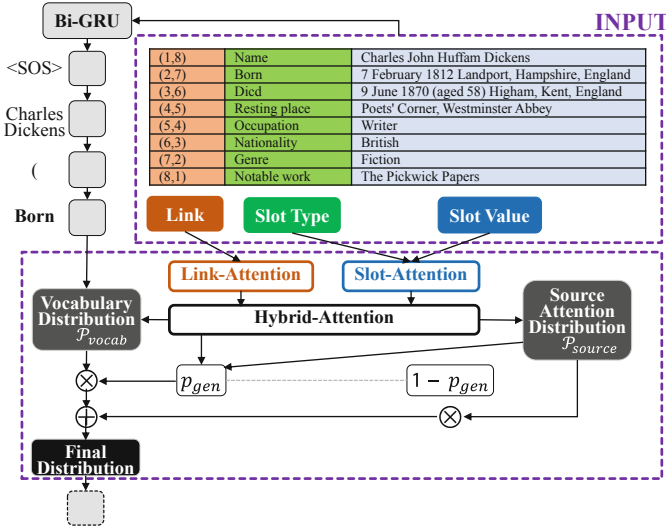 Bi-GRU
INPUT
<SOS>
Charles
Dickens
(
Born
(1,8) Name Charles John Huffam Dickens
(2,7) Born 7 February 1812 Landport, Hampshire, England
(3,6) Dicd 9 June 1870 (aged 58) Higham, Kent, England
(4,5) Resting place Poets' Corner, Westminster Abbey
(5,4) Occupation Writer
(6,3) Nationality British
(7,2) Genre Fiction
(8,1) Notable work The Pickwick Papers
Link Slot Type Slot Value
Link-Attention Slot-Attention
Hybrid-Attention
Vocabulary
Distribution
𝒫vocab
Source
Attention
Distribution
𝒫source
pgen 1 − pgen
Final
Distribution